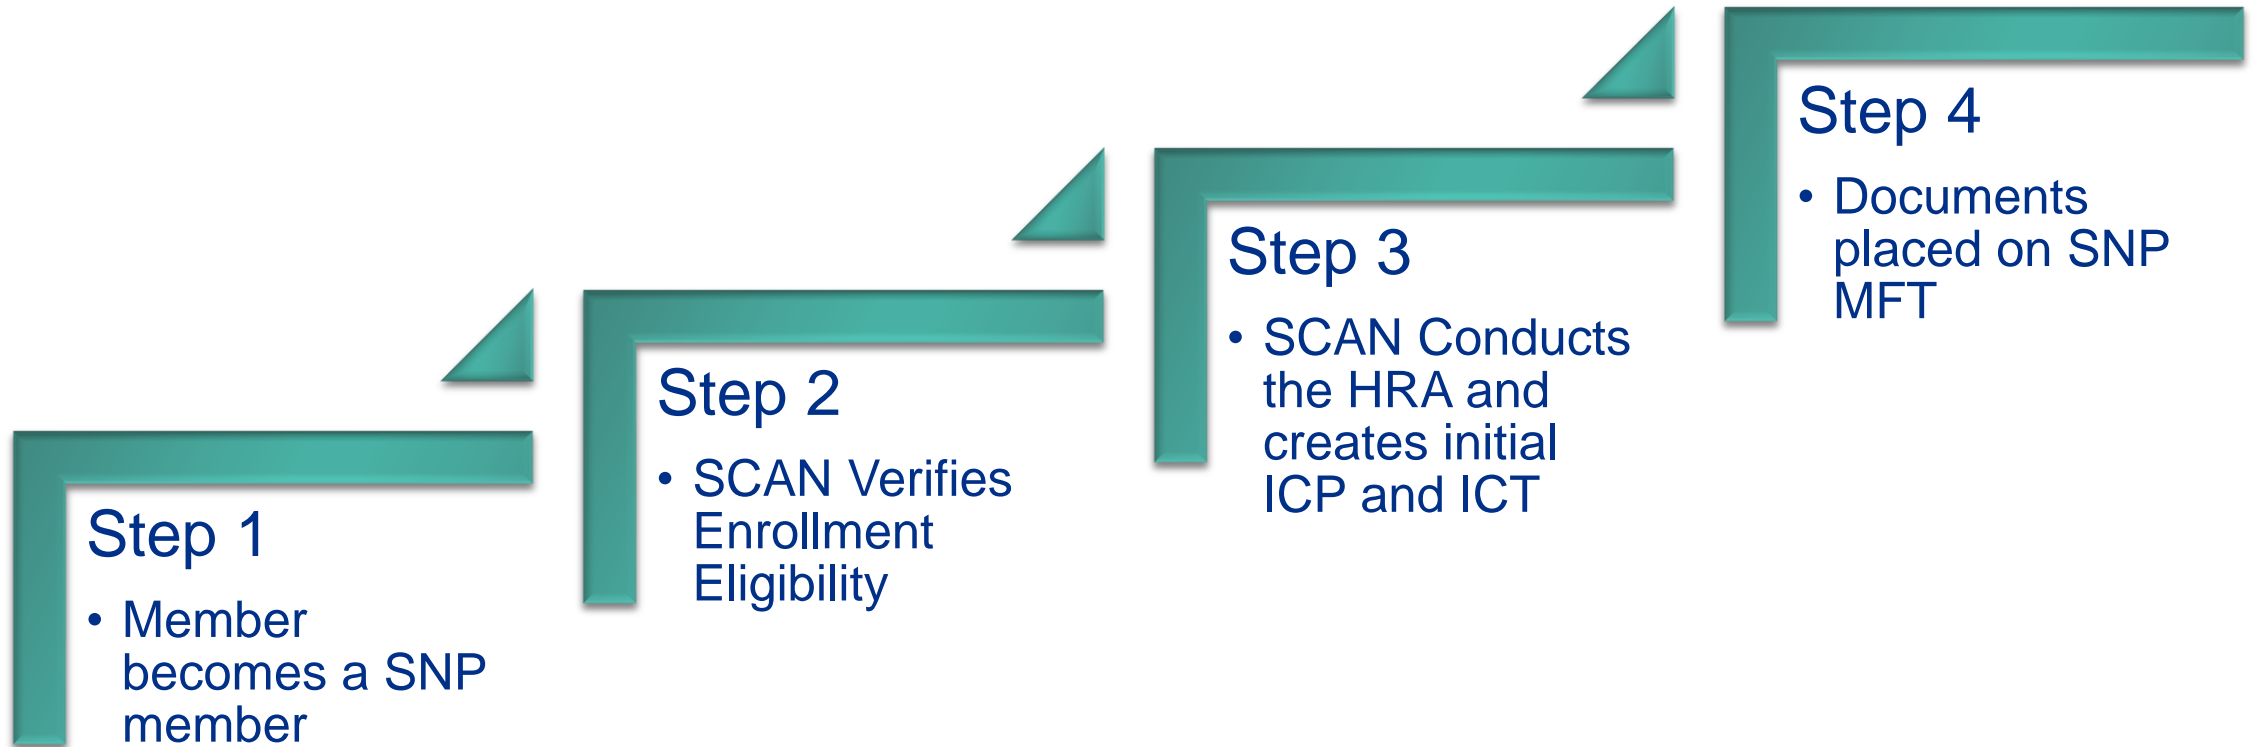 Step 1
• Member
becomes a SNP
member
Step 2
• SCAN Verifies
Enrollment
Eligibility
Step 3
• SCAN Conducts
the HRA and
creates initial
ICP and ICT
Step 4
• Documents
placed on SNP
MFT